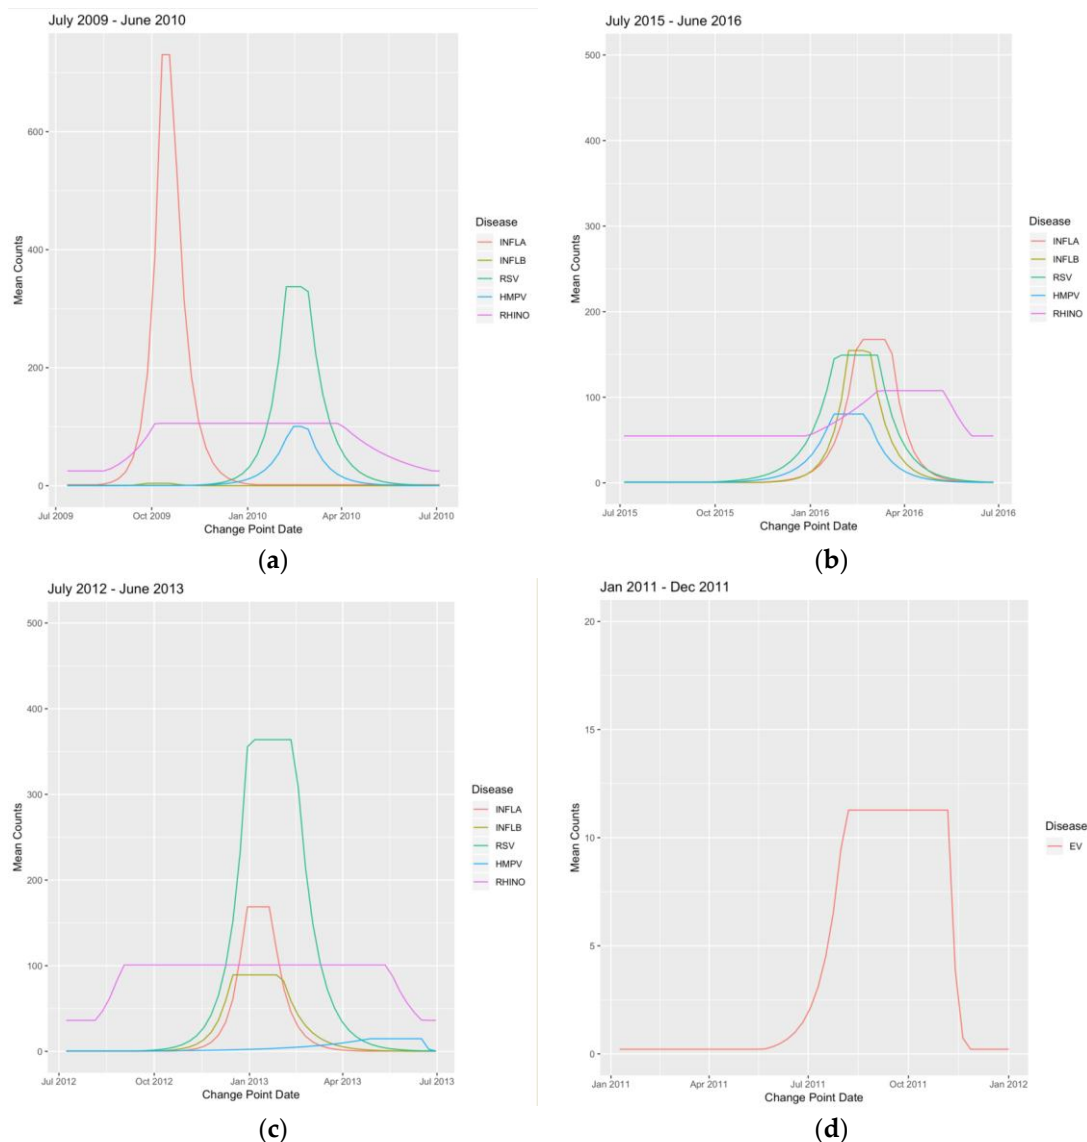 July 2009 - June 2010
600
400
200
0
Jul 2009
Oct 2009
Jan 2010
Apr 2010
Jul 2010
Change Point Date
Mean Counts
Disease
INFLA
INFLB
RSV
HMPV
RHINO
(a)
July 2015 - June 2016
500
400
300
200
100
0
Jul 2015
Oct 2015
Jan 2016
Apr 2016
Jul 2016
Change Point Date
Mean Counts
Disease
INFLA
INFLB
RSV
HMPV
RHINO
(b)
July 2012 - June 2013
500
400
300
200
100
0
Jul 2012
Oct 2012
Jan 2013
Apr 2013
Jul 2013
Change Point Date
Mean Counts
Disease
INFLA
INFLB
RSV
HMPV
RHINO
(c)
Jan 2011 - Dec 2011
20
15
10
5
0
Jan 2011
Apr 2011
Jul 2011
Oct 2011
Jan 2012
Change Point Date
Mean Counts
Disease
EV
(d)